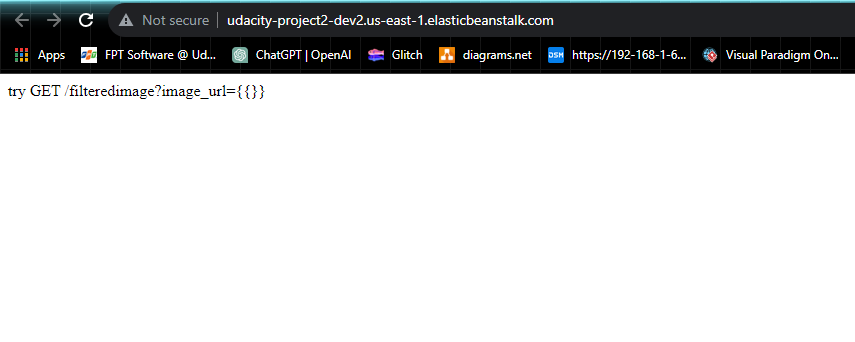 Not secure udacity-project2-dev2.us-east-1.elasticbeanstalk.com
Apps FPT Software @ Ud... ChatGPT | OpenAI Glitch diagrams.net DSM https://192-168-1-6... Visual Paradigm On...
try GET /filteredimage?image_url={{}}